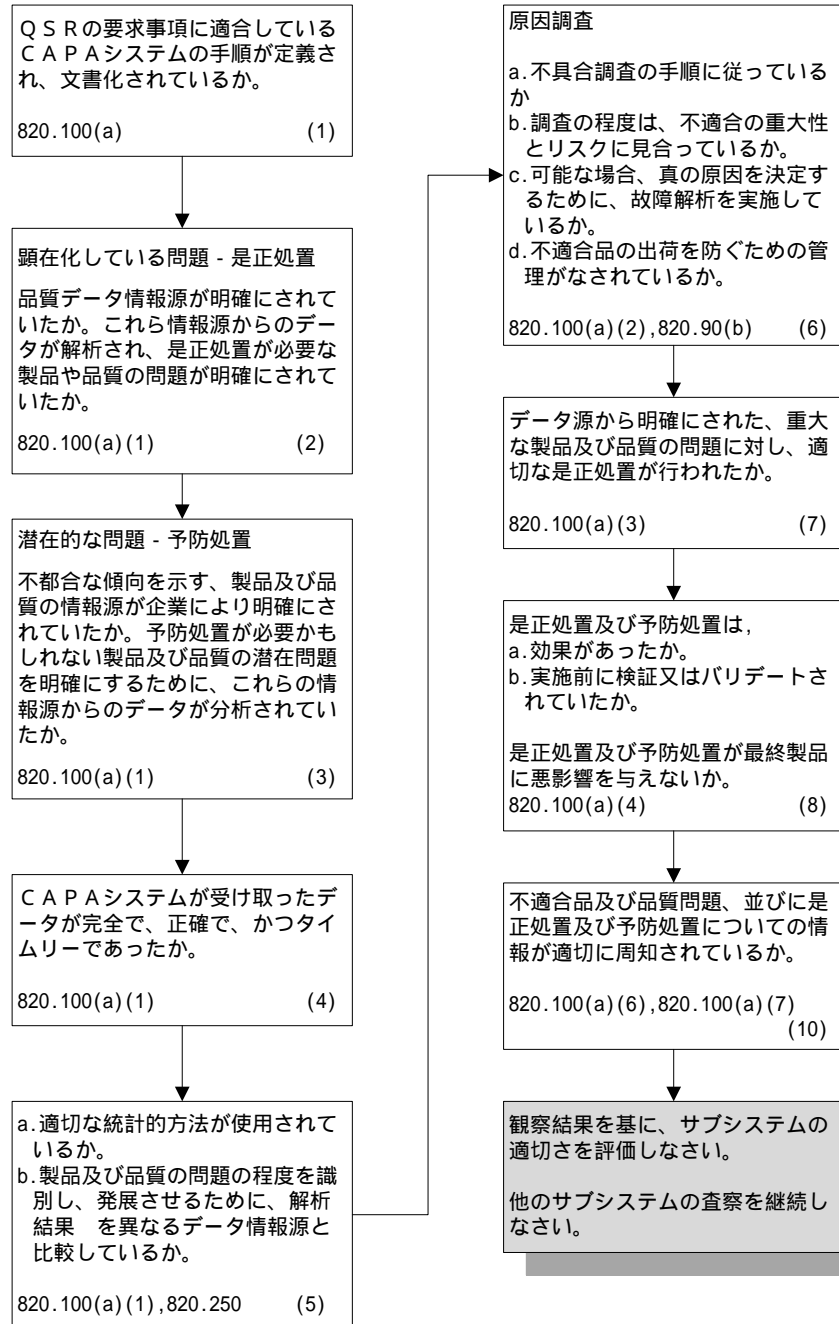 ＱＳＲの要求事項に適合している
ＣＡＰＡシステムの手順が定義さ
れ、文書化されているか。
820.100(a) (1)
顕在化している問題 - 是正処置
品質データ情報源が明確にされて
いたか。これら情報源からのデー
タが解析され、是正処置が必要な
製品や品質の問題が明確にされて
いたか。
820.100(a)(1) (2)
潜在的な問題 - 予防処置
不都合な傾向を示す、製品及び品
質の情報源が企業により明確にさ
れていたか。予防処置が必要かも
しれない製品及び品質の潜在問題
を明確にするために、これらの情
報源からのデータが分析されてい
たか。
820.100(a)(1) (3)
ＣＡＰＡシステムが受け取ったデ
ータが完全で、正確で、かつタイ
ムリーであったか。
820.100(a)(1) (4)
a.適切な統計的方法が使用されて
いるか。
b.製品及び品質の問題の程度を識
別し、発展させるために、解析
結果　を異なるデータ情報源と
比較しているか。
820.100(a)(1),820.250 (5)
原因調査
a.不具合調査の手順に従っている
か
b.調査の程度は、不適合の重大性
とリスクに見合っているか。
c.可能な場合、真の原因を決定す
るために、故障解析を実施して
いるか。
d.不適合品の出荷を防ぐための管
理がなされているか。
820.100(a)(2),820.90(b) (6)
データ源から明確にされた、重大
な製品及び品質の問題に対し、適
切な是正処置が行われたか。
820.100(a)(3) (7)
是正処置及び予防処置は,
a.効果があったか。
b.実施前に検証又はバリデートさ
れていたか。
是正処置及び予防処置が最終製品
に悪影響を与えないか。
820.100(a)(4) (8)
不適合品及び品質問題、並びに是
正処置及び予防処置についての情
報が適切に周知されているか。
820.100(a)(6),820.100(a)(7)
(10)
観察結果を基に、サブシステムの
適切さを評価しなさい。
他のサブシステムの査察を継続し
なさい。